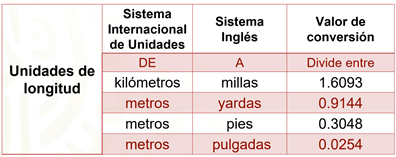 Sistema
Internacional
de Unidades
Sistema
Inglés
Valor de
conversión
Unidades de
longitud
DE A Divide entre
kilómetros millas 1.6093
metros yardas 0.9144
metros pies 0.3048
metros pulgadas 0.0254